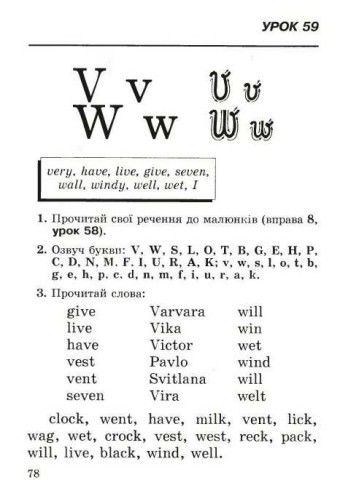 УРОК 59
V v V v
W w W w
very, have, live, give, seven,
wall, windy, well, wet, I
1. Прочитай свої речення до малюнків (вправа 8,
урок 58).
2. Озвуч букви: V, W, S, L, O, T, B, G, E, H, P,
C, D, N, M. F. I, U, R, A, K; v, w, s, l, o, t, b,
g, e, h, p. c. d, n, m, f, i, u, r, a, k.
3. Прочитай слова:
give Varvara will
live Vika win
have Victor wet
vest Pavlo wind
vent Svitlana will
seven Vira welt
clock, went, have, milk, vent, lick,
wag, wet, crock, vest, west, reck, pack,
will, live, black, wind, well.
78